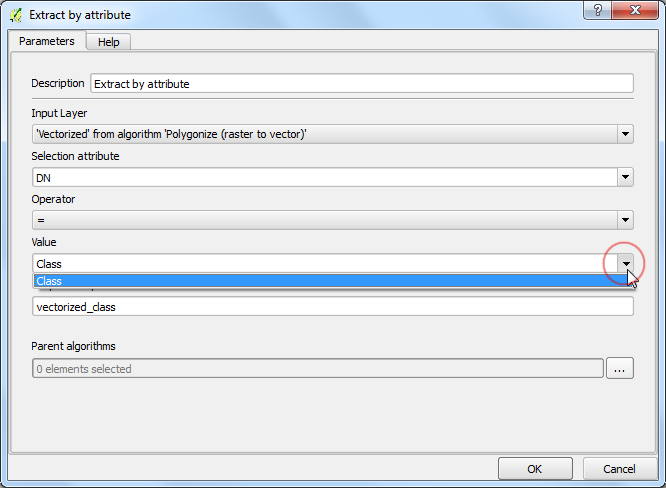 Extract by attribute
Parameters
Help
Description
Extract by attribute
Input Layer
'Vectorized' from algorithm 'Polygonize (raster to vector)'
Selection attribute
DN
Operator
=
Value
Class
Class
vectorized_class
Parent algorithms
0 elements selected
...
OK
Cancel